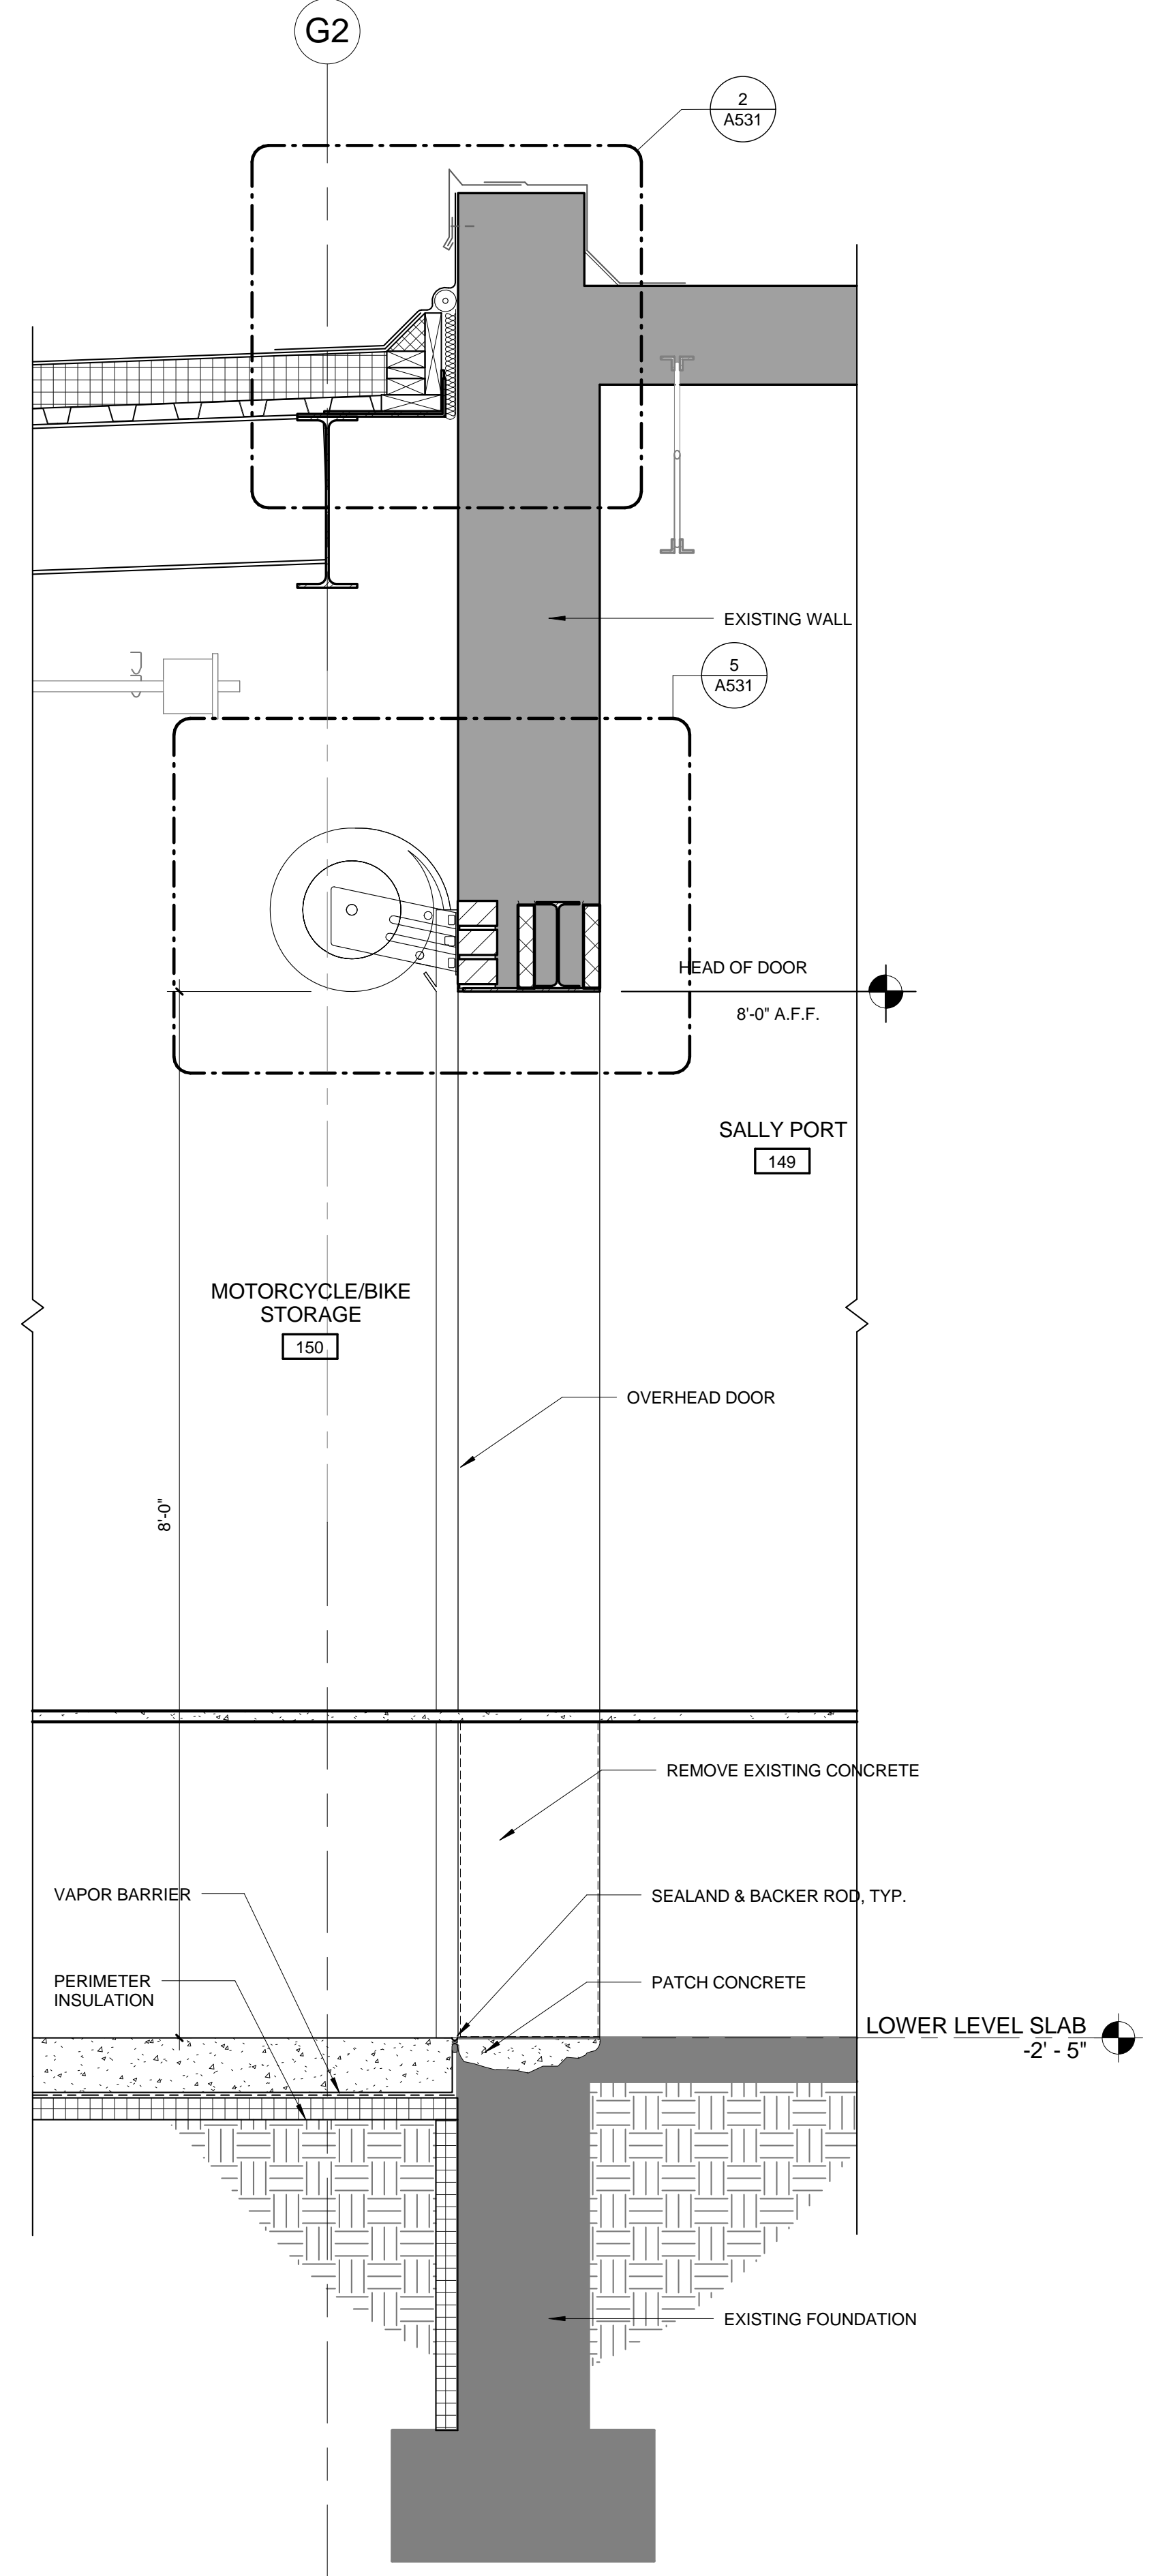 G2
2
A531
EXISTING WALL
5
A531
HEAD OF DOOR
8'-0" A.F.F.
SALLY PORT
149
MOTORCYCLE/BIKE
STORAGE
150
OVERHEAD DOOR
8'-0"
REMOVE EXISTING CONCRETE
VAPOR BARRIER
SEALAND & BACKER ROD, TYP.
PERIMETER
INSULATION
PATCH CONCRETE
LOWER LEVEL SLAB
-2' - 5"
EXISTING FOUNDATION